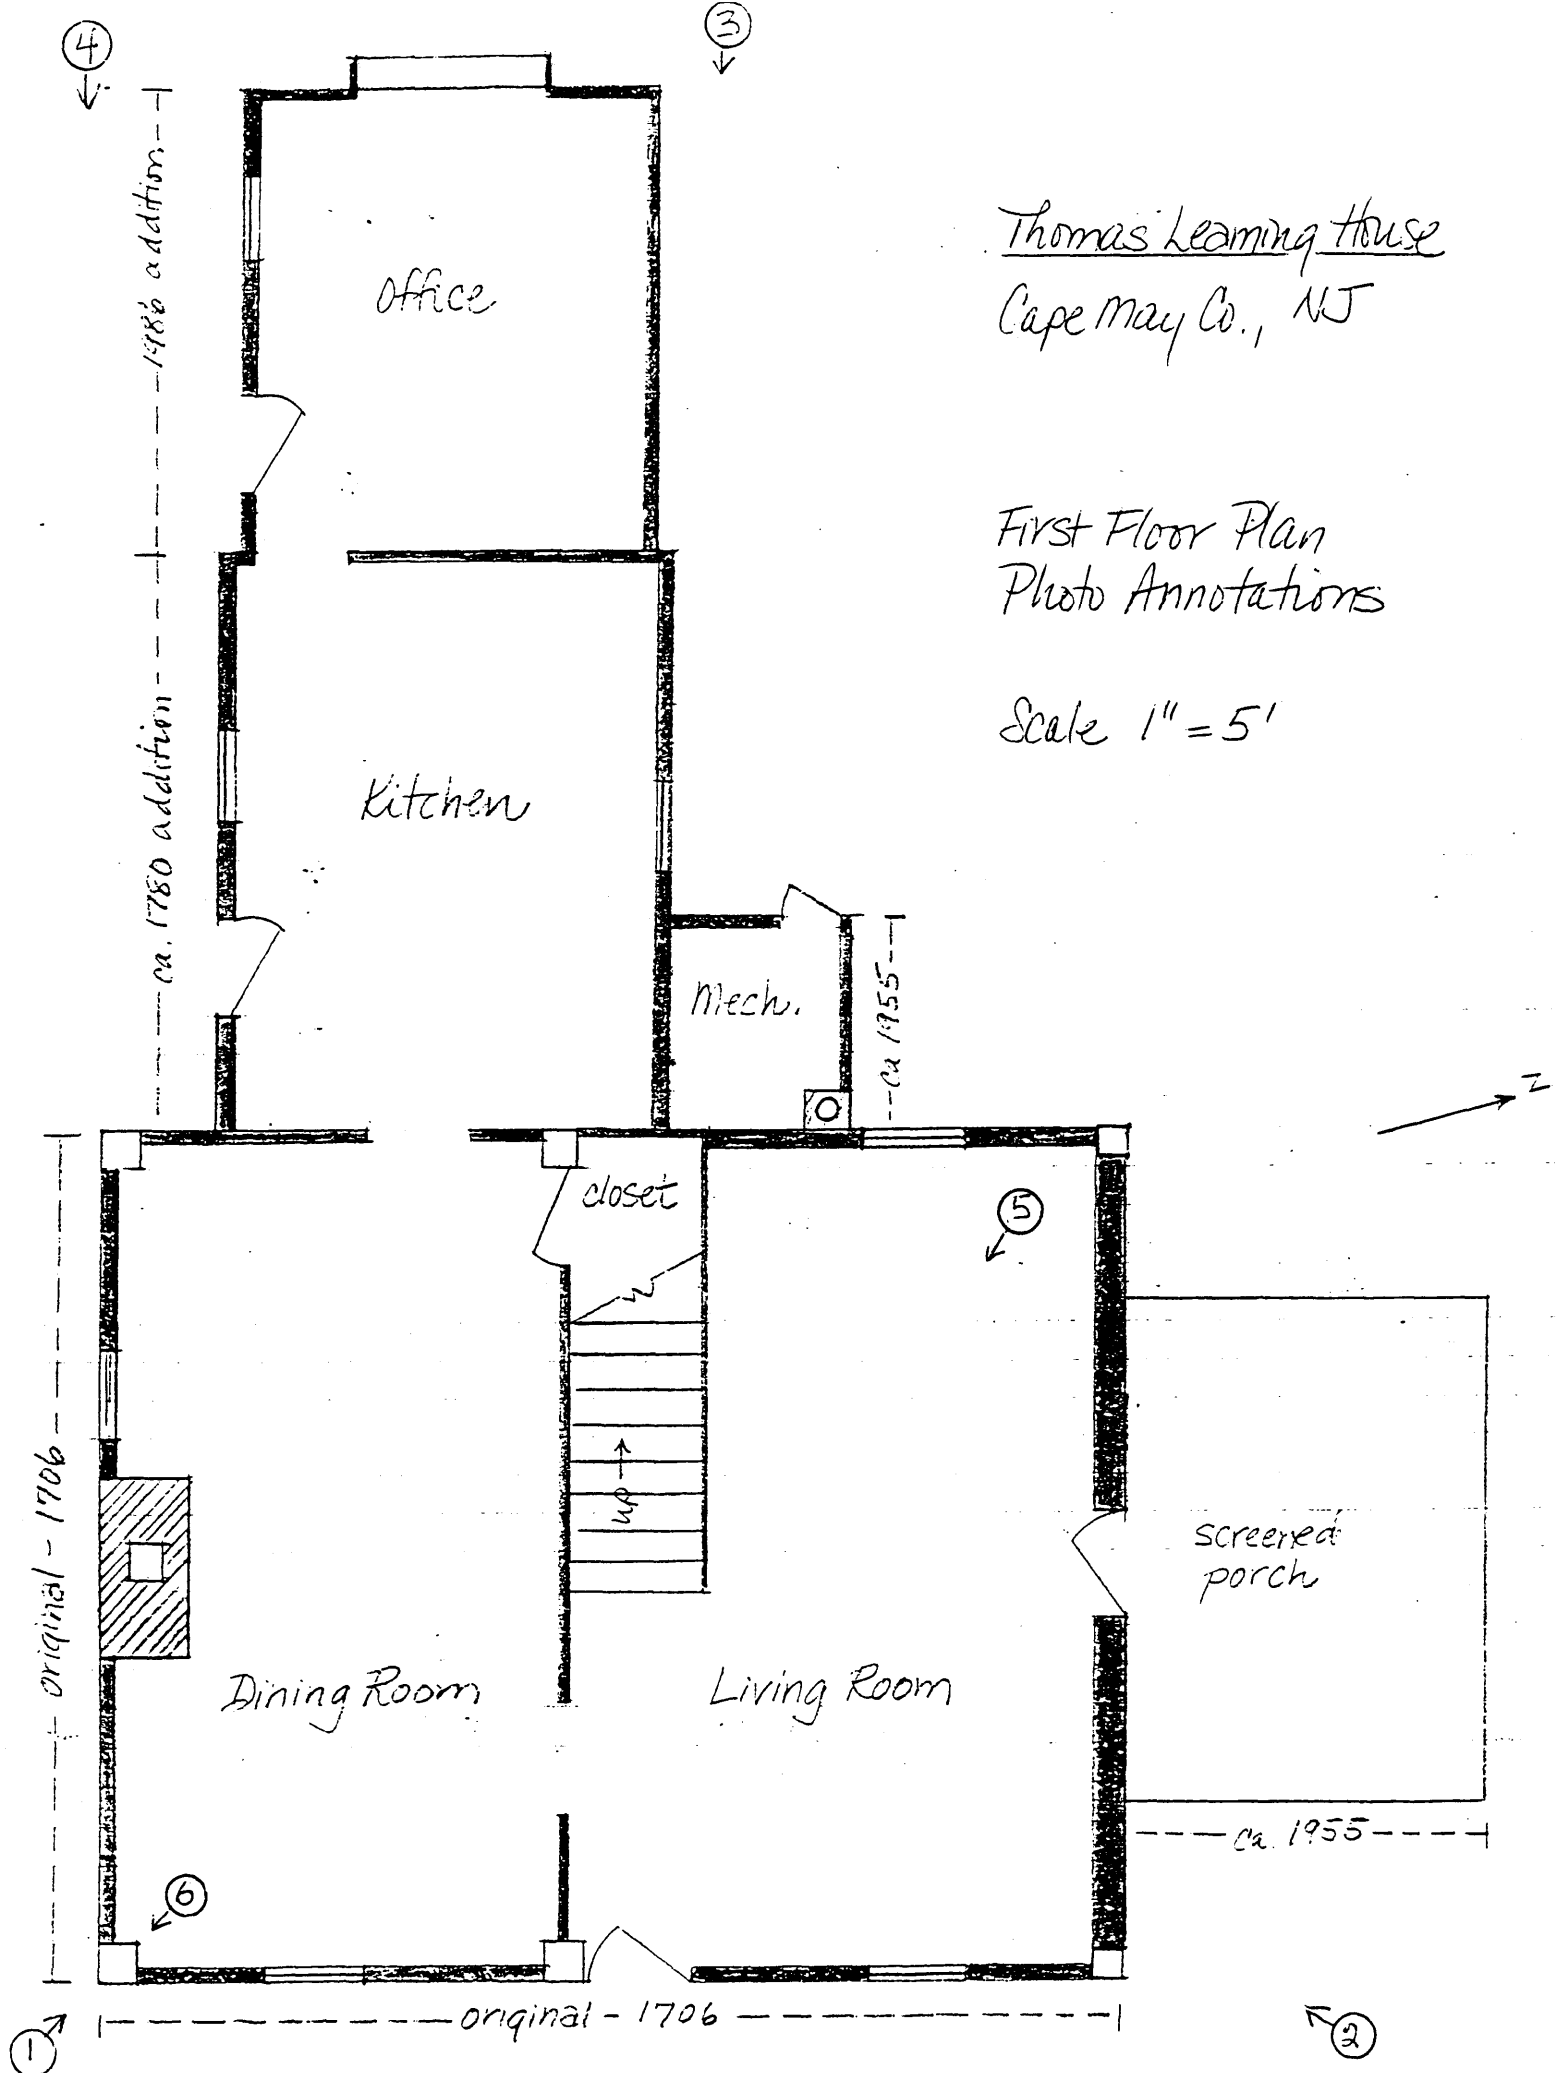 4
3
1986 addition
Thomas Leaming House
Cape May Co., NJ
Office
First Floor Plan
Photo Annotations
Scale 1" = 5'
ca. 1780 addition
Kitchen
Mech.
ca 1955
N
closet
5
original - 1706
UP
screened
porch
Dining Room
Living Room
ca. 1955
6
original - 1706
1
2